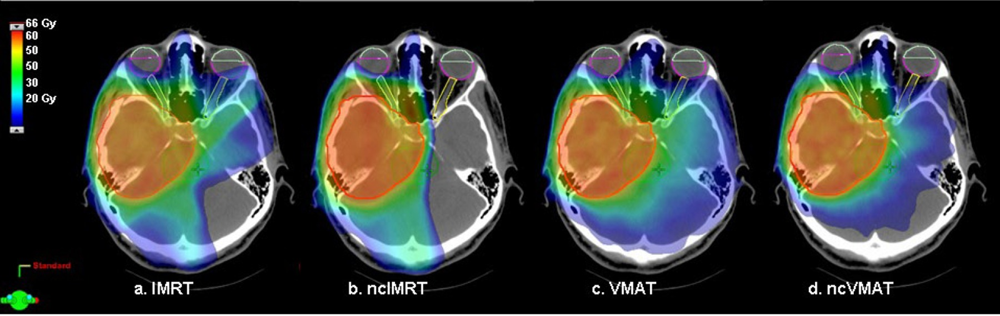 66 Gy
60
50
50
30
20 Gy
Standard
a. IMRT
b. ncIMRT
c. VMAT
d. ncVMAT